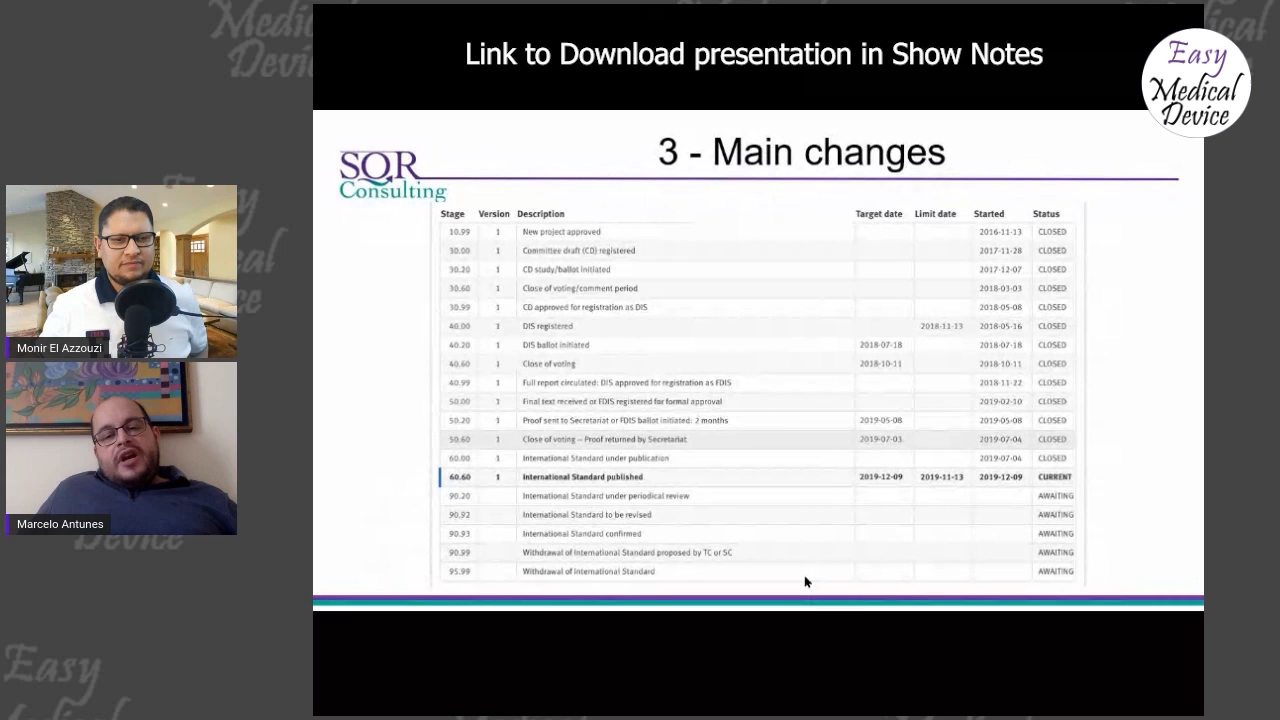 Link to Download presentation in Show Notes
Easy
Medical
Device
SQR
Consulting
3 - Main changes
Stage Version Description Target date Limit date Started Status
10.99 1 New project approved 2016-11-13 CLOSED
30.00 1 Committee draft (CD) registered 2017-11-28 CLOSED
30.20 1 CD study/ballot initiated 2017-12-07 CLOSED
30.60 1 Close of voting/comment period 2018-03-03 CLOSED
30.99 1 CD approved for registration as DIS 2018-05-08 CLOSED
40.00 1 DIS registered 2018-11-13 2018-05-16 CLOSED
40.20 1 DIS ballot initiated 2018-07-18 2018-07-18 CLOSED
40.60 1 Close of voting 2018-10-11 2018-10-11 CLOSED
40.99 1 Full report circulated: DIS approved for registration as FDIS 2018-11-22 CLOSED
50.00 1 Final text received or FDIS registered for formal approval 2019-02-10 CLOSED
50.20 1 Proof sent to Secretariat or FDIS ballot initiated: 2 months 2019-05-08 2019-05-08 CLOSED
50.60 1 Close of voting – Proof returned by Secretariat 2019-07-03 2019-07-04 CLOSED
60.00 1 International Standard under publication 2019-07-04 CLOSED
60.60 1 International Standard published 2019-12-09 2019-11-13 2019-12-09 CURRENT
90.20 International Standard under periodical review AWAITING
90.92 International Standard to be revised AWAITING
90.93 International Standard confirmed AWAITING
90.99 Withdrawal of International Standard proposed by TC or SC AWAITING
95.99 Withdrawal of International Standard AWAITING
Monir El Azzouzi
Marcelo Antunes
Easy